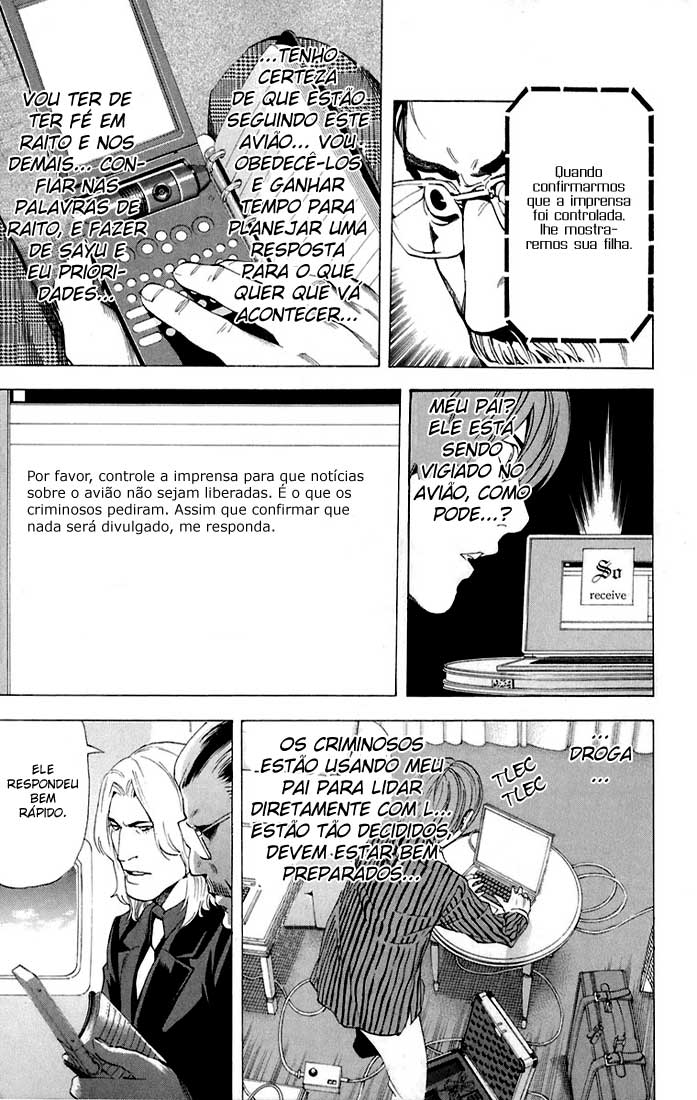 Quando
confirmarmos
que a imprensa
foi controlada,
lhe mostra-
remos sua filha.
...TENHO
CERTEZA
DE QUE ESTÃO
SEGUINDO ESTE
AVIÃO... VOU
OBEDECÊ-LOS
E GANHAR
TEMPO PARA
PLANEJAR UMA
RESPOSTA
PARA O QUE
QUER QUE VÁ
ACONTECER...
VOU TER DE
TER FÉ EM
RAITO E NOS
DEMAIS... CON-
FIAR NAS
PALAVRAS DE
RAITO, E FAZER
DE SAYU E
EU PRIORI-
DADES...
MEU PAI?
ELE ESTÁ
SENDO
VIGIADO NO
AVIÃO, COMO
PODE...?
So
receive
Por favor, controle a imprensa para que notícias
sobre o avião não sejam liberadas. É o que os
criminosos pediram. Assim que confirmar que
nada será divulgado, me responda.
...
DROGA
...
TLEC
TLEC
OS CRIMINOSOS
ESTÃO USANDO MEU
PAI PARA LIDAR
DIRETAMENTE COM L...
ESTÃO TÃO DECIDIDOS,
DEVEM ESTAR BEM
PREPARADOS...
ELE
RESPONDEU
BEM
RÁPIDO.